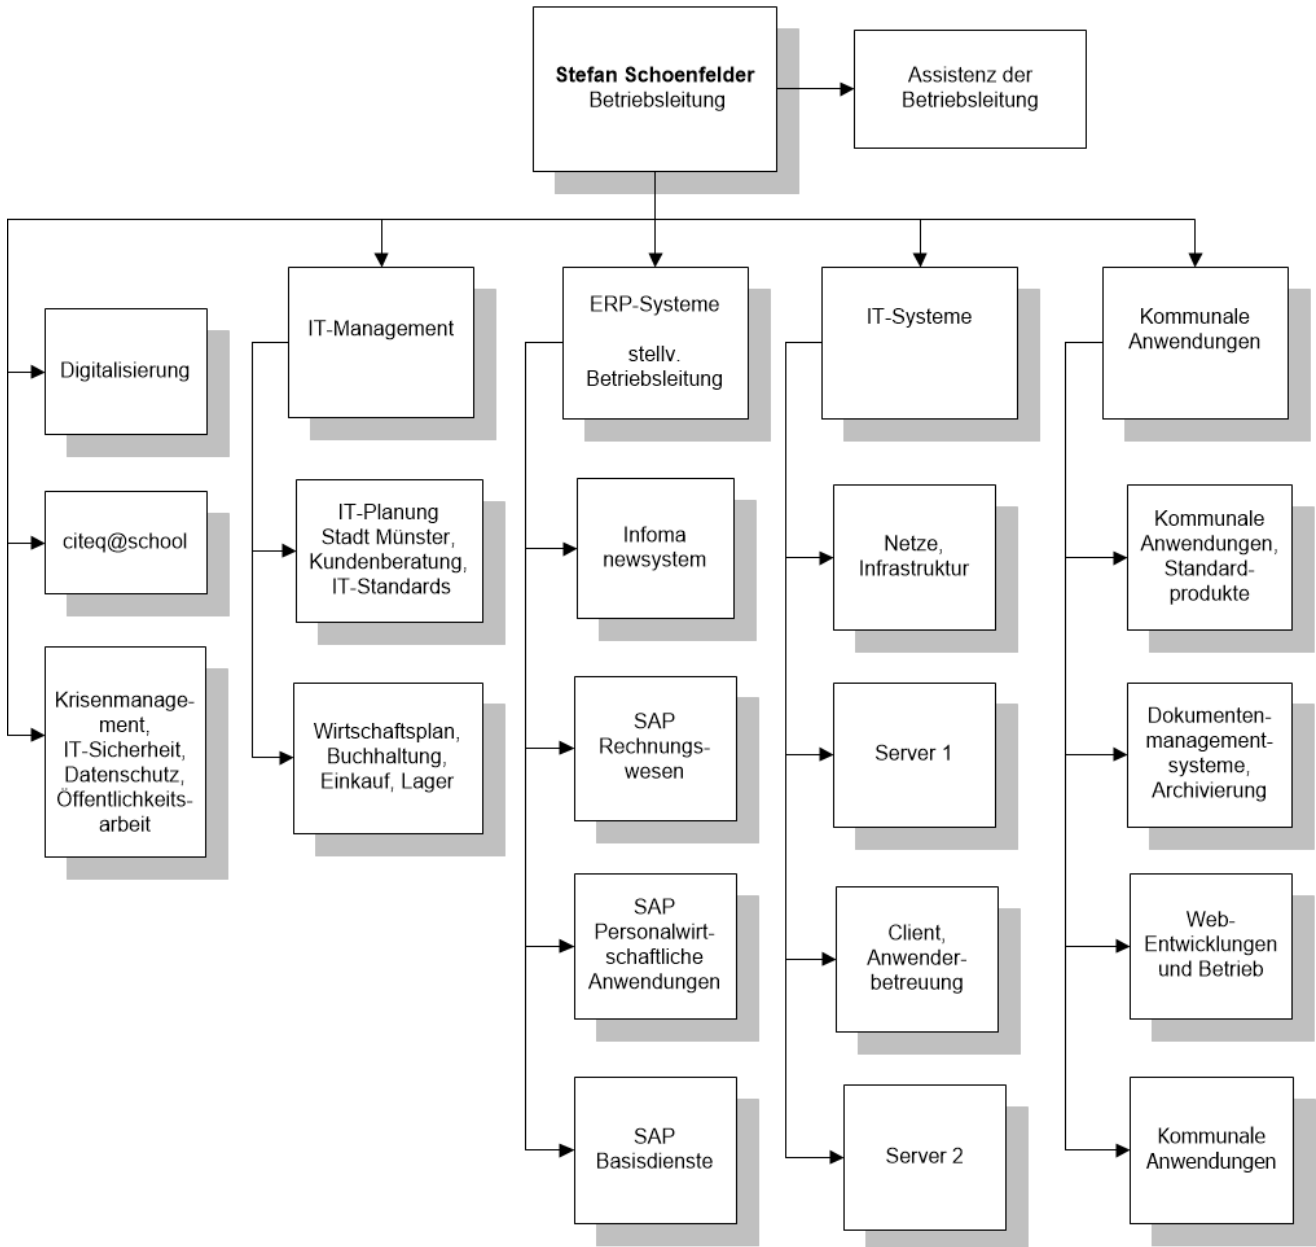 Stefan Schoenfelder
Betriebsleitung
Assistenz der
Betriebsleitung
Digitalisierung
citeq@school
Krisenmanage-
ment,
IT-Sicherheit,
Datenschutz,
Öffentlichkeits-
arbeit
IT-Management
IT-Planung
Stadt Münster,
Kundenberatung,
IT-Standards
Wirtschaftsplan,
Buchhaltung,
Einkauf, Lager
ERP-Systeme
stellv.
Betriebsleitung
Infoma
newsystem
SAP
Rechnungs-
wesen
SAP
Personalwirt-
schaftliche
Anwendungen
SAP
Basisdienste
IT-Systeme
Netze,
Infrastruktur
Server 1
Client,
Anwender-
betreuung
Server 2
Kommunale
Anwendungen
Kommunale
Anwendungen,
Standard-
produkte
Dokumenten-
management-
systeme,
Archivierung
Web-
Entwicklungen
und Betrieb
Kommunale
Anwendungen